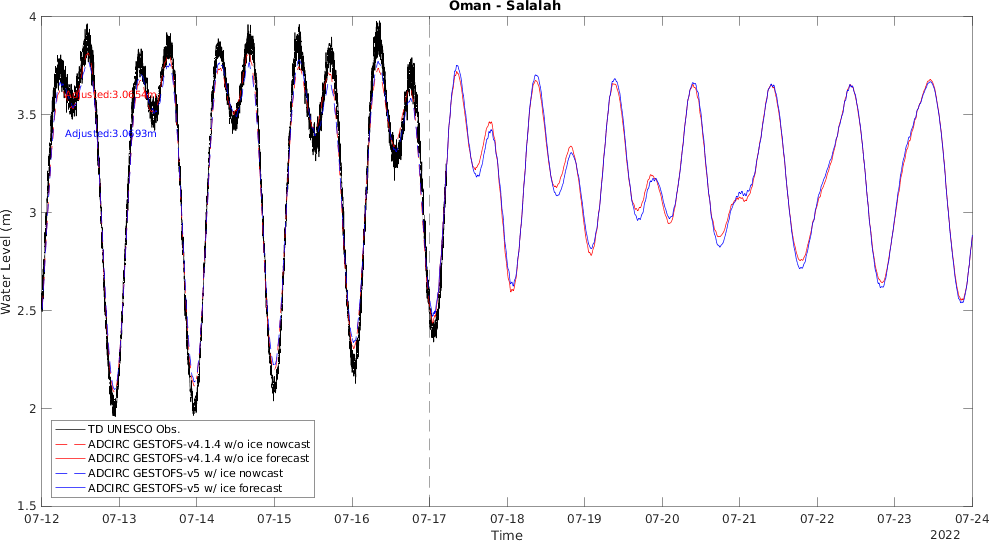 Oman - Salalah
4
3.5
3
2.5
2
1.5
Water Level (m)
Adjusted:3.0693m
TD UNESCO Obs.
ADCIRC GESTOFS-v4.1.4 w/o ice nowcast
ADCIRC GESTOFS-v4.1.4 w/o ice forecast
ADCIRC GESTOFS-v5 w/ ice nowcast
ADCIRC GESTOFS-v5 w/ ice forecast
07-12 07-13 07-14 07-15 07-16 07-17 07-18 07-19 07-20 07-21 07-22 07-23 07-24
Time
2022